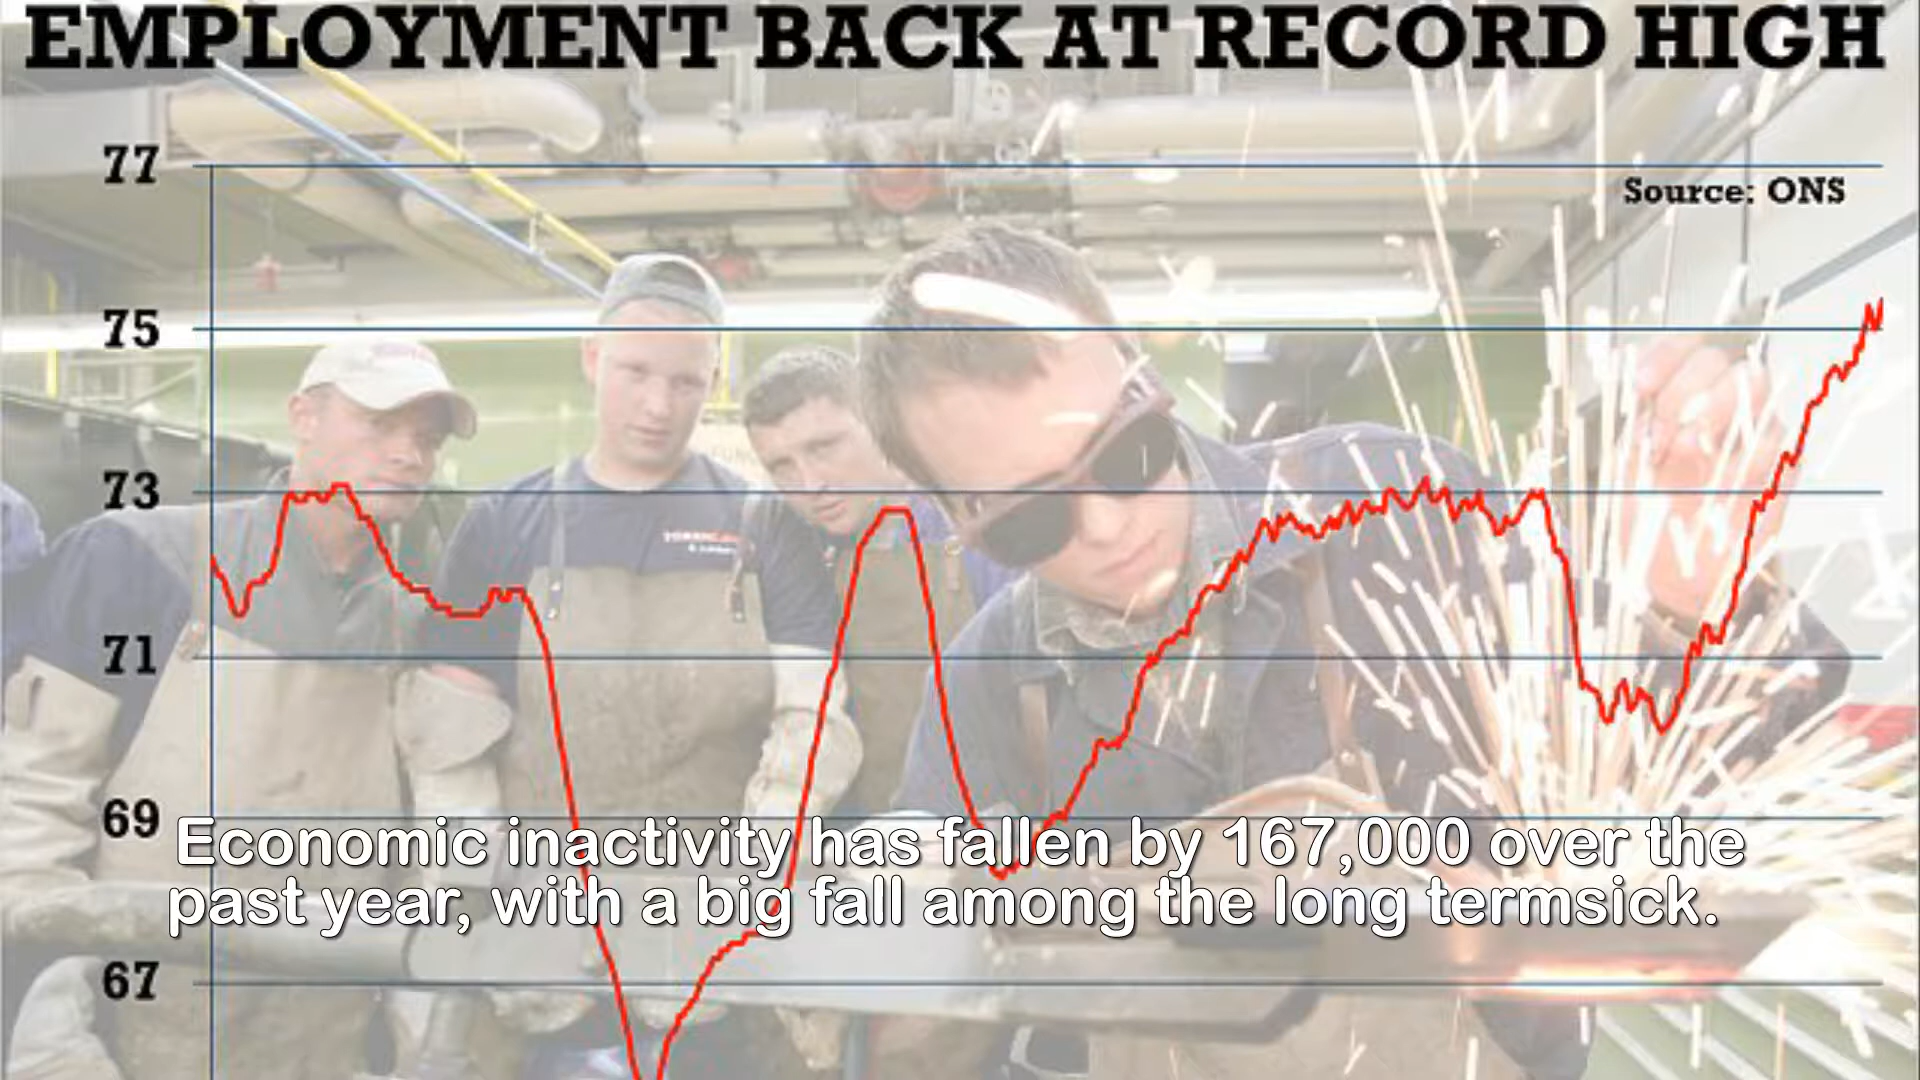 EMPLOYMENT BACK AT RECORD HIGH
77
Source: ONS
75
73
71
69
Economic inactivity has fallen by 167,000 over the
past year, with a big fall among the long termsick.
67